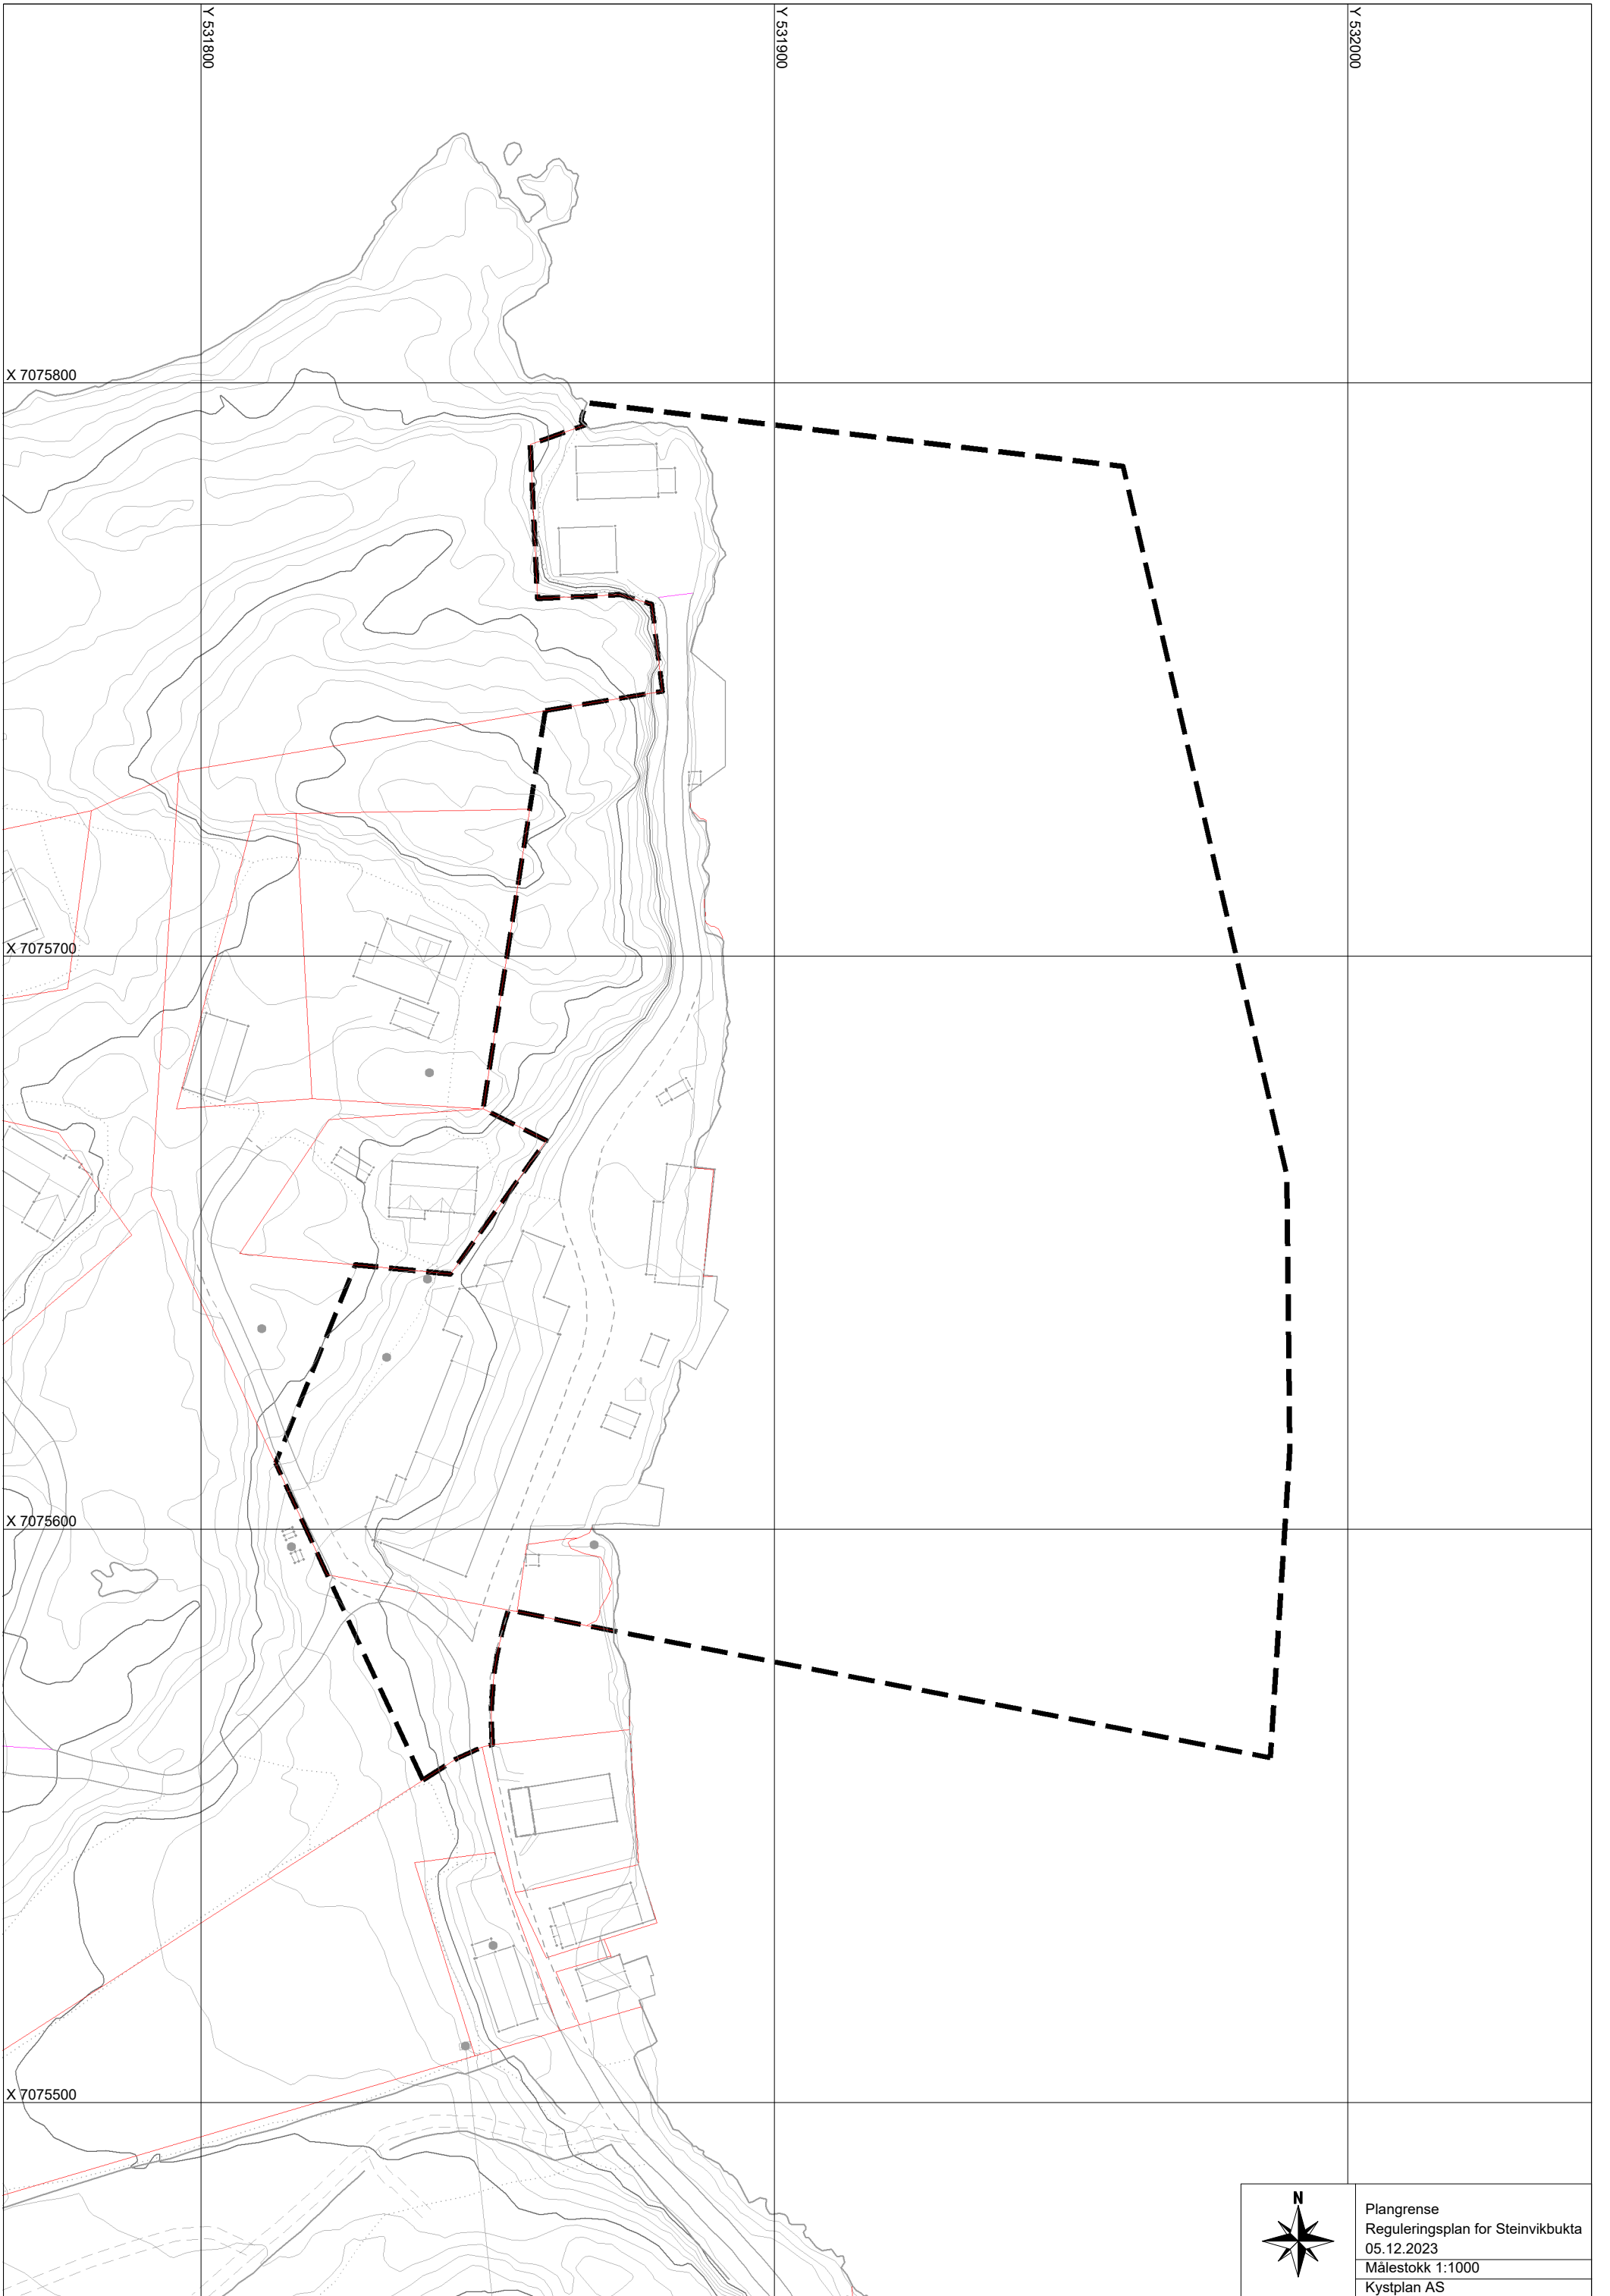 Y 531800
Y 531900
Y 532000
X 7075800
X 7075700
X 7075600
X 7075500
N
Plangrense
Reguleringsplan for Steinvikbukta
05.12.2023
Målestokk 1:1000
Kystplan AS